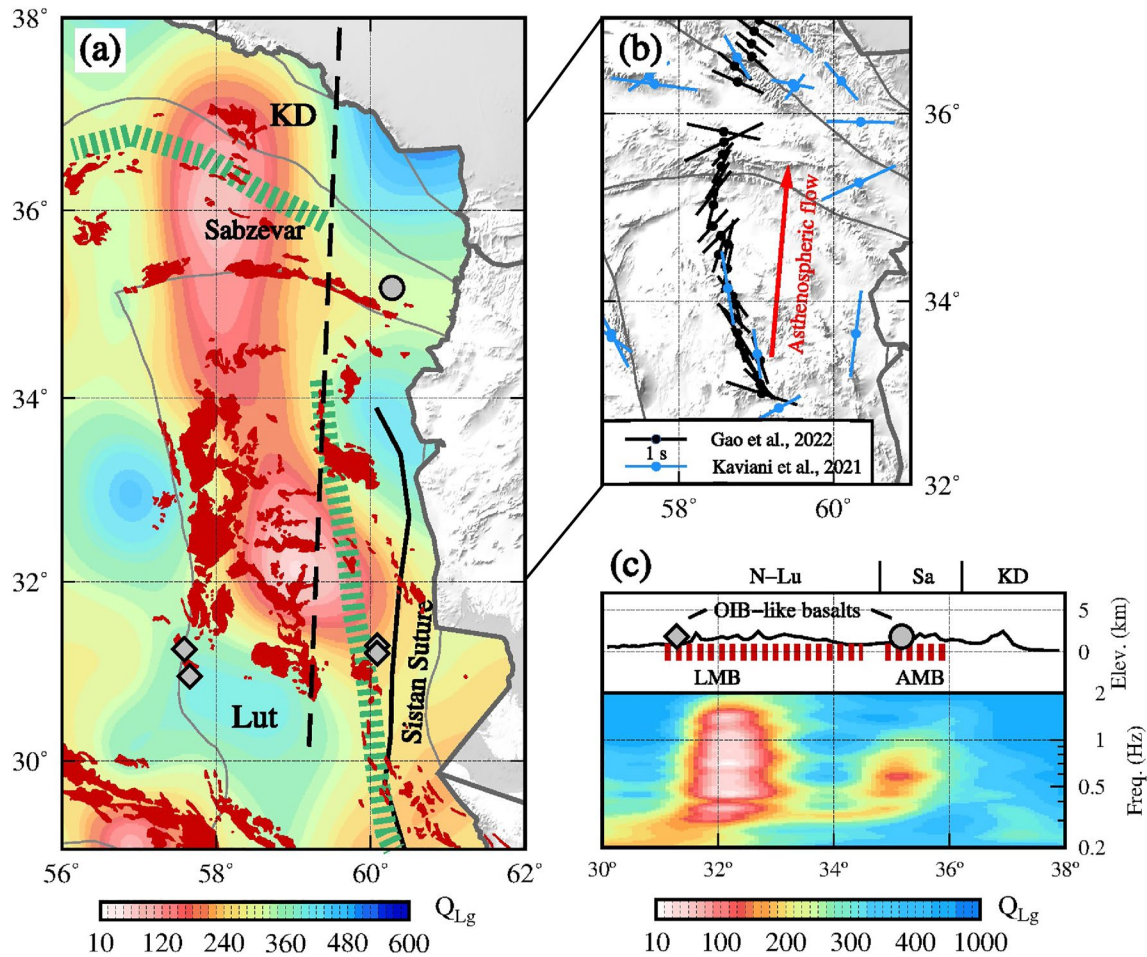 (a)
KD
Sabzevar
Lut
Sistan Suture
38°
36°
34°
32°
30°
56°
58°
60°
62°
Q_Lg
10 120 240 360 480 600
(b)
Asthenospheric flow
Gao et al., 2022
1 s
Kaviani et al., 2021
36°
34°
32°
58°
60°
(c)
N–Lu
Sa
KD
OIB–like basalts
LMB
AMB
5
0
Elev. (km)
2
1
0.5
0.2
Freq. (Hz)
30°
32°
34°
36°
38°
Q_Lg
10 100 200 300 400 1000